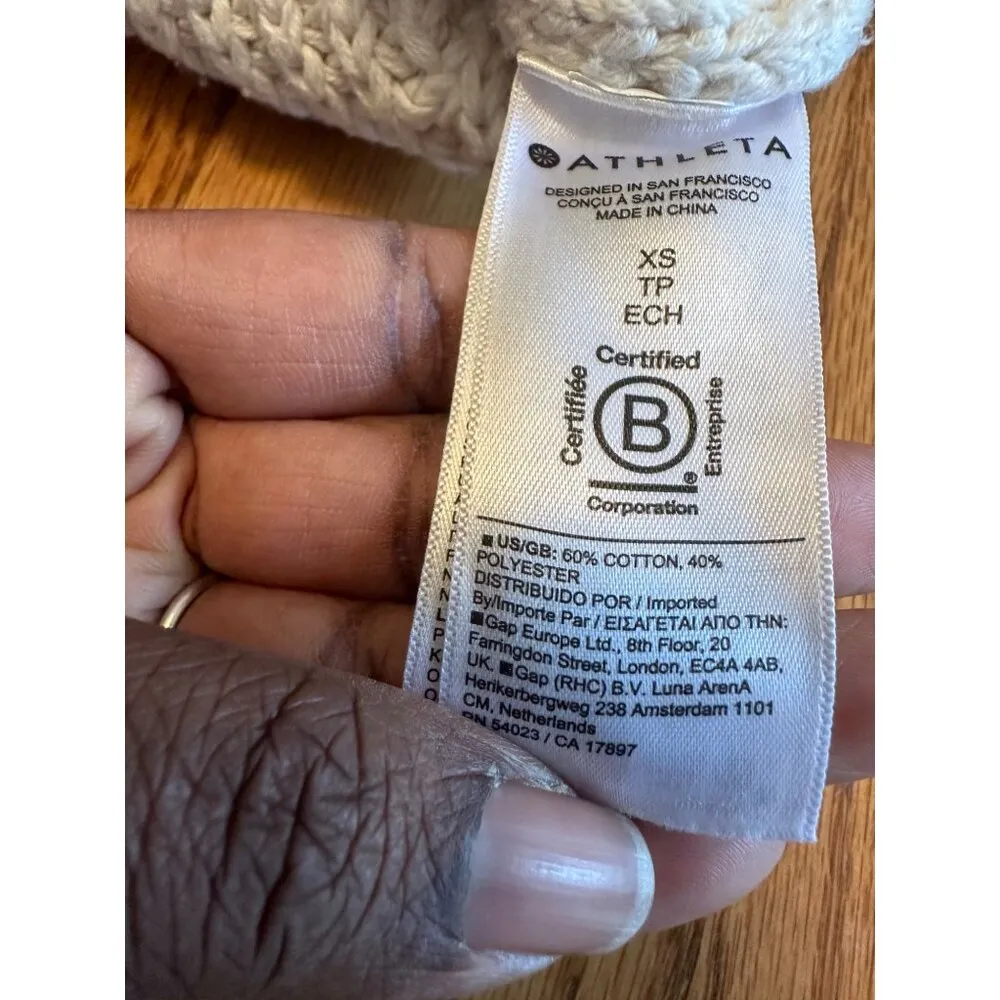 ATHLETA
DESIGNED IN SAN FRANCISCO
CONÇU À SAN FRANCISCO
MADE IN CHINA
XS
TP
ECH
Certified
Certifiée
B
Entreprise
®
Corporation
US/GB: 60% COTTON, 40%
POLYESTER
DISTRIBUIDO POR / Imported
By/Importe Par / ΕΙΣΑΓΕΤΑΙ ΑΠΟ ΤΗΝ:
Gap Europe Ltd., 8th Floor, 20
Farringdon Street, London, EC4A 4AB,
UK. Gap (RHC) B.V. Luna ArenA
Herikerbergweg 238 Amsterdam 1101
CM, Netherlands
RN 54023 / CA 17897